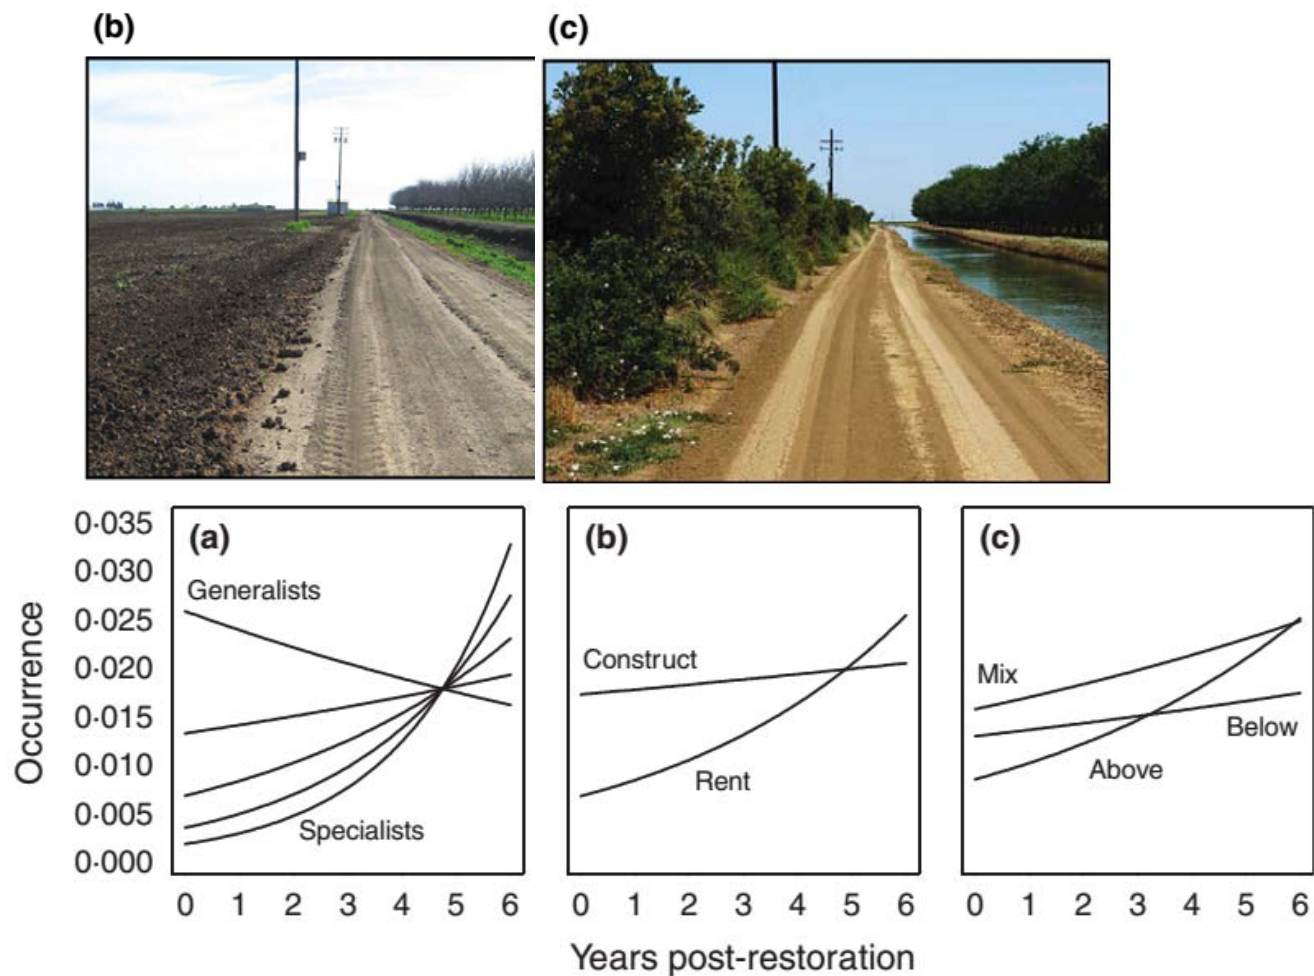 (b)
(c)
0·035
0·030
0·025
0·020
0·015
0·010
0·005
0·000
Occurrence
(a)
Generalists
Specialists
0 1 2 3 4 5 6
(b)
Construct
Rent
0 1 2 3 4 5 6
(c)
Mix
Below
Above
0 1 2 3 4 5 6
Years post-restoration